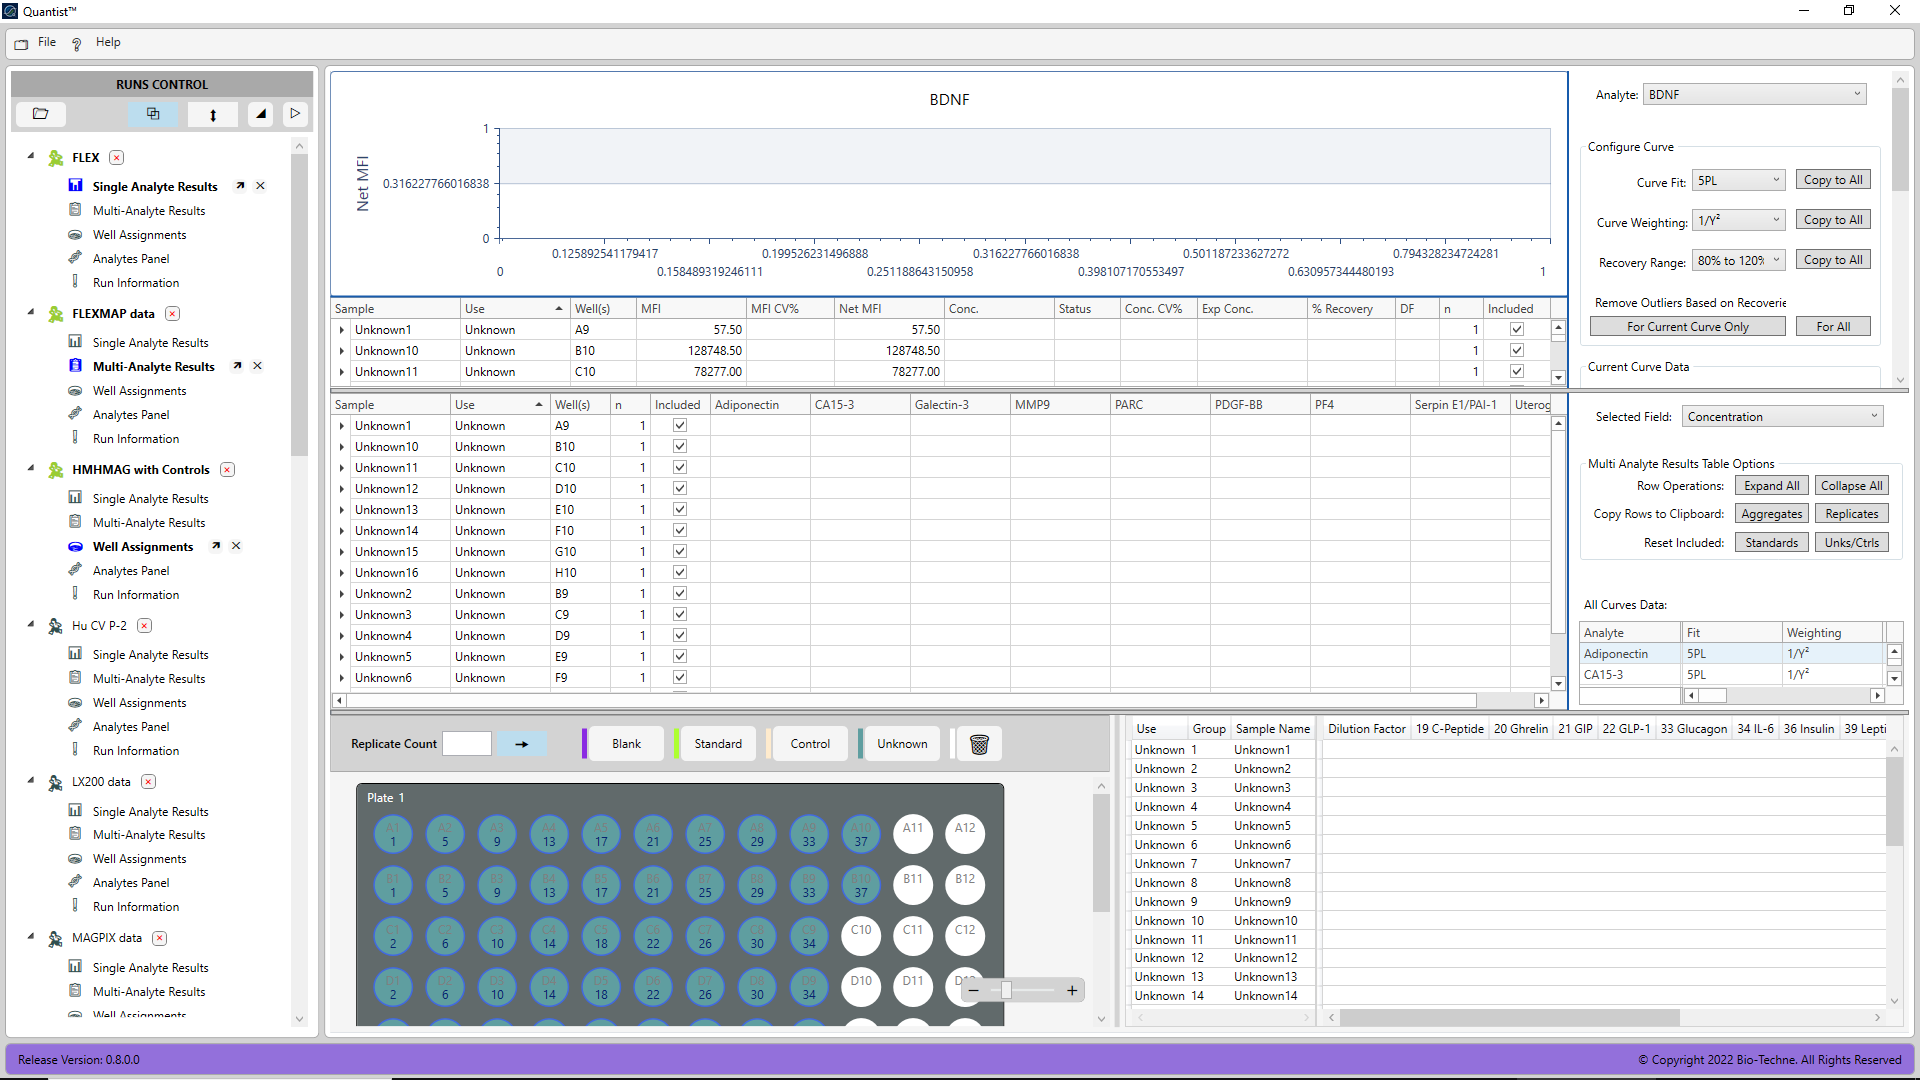 Quantist™
File Help
RUNS CONTROL
FLEX
Single Analyte Results
Multi-Analyte Results
Well Assignments
Analytes Panel
Run Information
FLEXMAP data
Single Analyte Results
Multi-Analyte Results
Well Assignments
Analytes Panel
Run Information
HMHMAG with Controls
Single Analyte Results
Multi-Analyte Results
Well Assignments
Analytes Panel
Run Information
Hu CV P-2
Single Analyte Results
Multi-Analyte Results
Well Assignments
Analytes Panel
Run Information
LX200 data
Single Analyte Results
Multi-Analyte Results
Well Assignments
Analytes Panel
Run Information
MAGPIX data
Single Analyte Results
Multi-Analyte Results
Well Assignments
BDNF
Net MFI
1
0.316227766016838
0
0.125892541179417 0.199526231496888 0.316227766016838 0.501187233627272 0.794328234724281
0 0.158489319246111 0.251188643150958 0.398107170553497 0.630957344480193 1
Sample Use Well(s) MFI MFI CV% Net MFI Conc. Status Conc. CV% Exp Conc. % Recovery DF n Included
Unknown1 Unknown A9 57.50 57.50 1
Unknown10 Unknown B10 128748.50 128748.50 1
Unknown11 Unknown C10 78277.00 78277.00 1
Analyte: BDNF
Configure Curve
Curve Fit: 5PL Copy to All
Curve Weighting: 1/Y² Copy to All
Recovery Range: 80% to 120% Copy to All
Remove Outliers Based on Recoverie
For Current Curve Only For All
Current Curve Data
Sample Use Well(s) n Included Adiponectin CA15-3 Galectin-3 MMP9 PARC PDGF-BB PF4 Serpin E1/PAI-1 Uterog
Unknown1 Unknown A9 1
Unknown10 Unknown B10 1
Unknown11 Unknown C10 1
Unknown12 Unknown D10 1
Unknown13 Unknown E10 1
Unknown14 Unknown F10 1
Unknown15 Unknown G10 1
Unknown16 Unknown H10 1
Unknown2 Unknown B9 1
Unknown3 Unknown C9 1
Unknown4 Unknown D9 1
Unknown5 Unknown E9 1
Unknown6 Unknown F9 1
Selected Field: Concentration
Multi Analyte Results Table Options
Row Operations: Expand All Collapse All
Copy Rows to Clipboard: Aggregates Replicates
Reset Included: Standards Unks/Ctrls
All Curves Data:
Analyte Fit Weighting
Adiponectin 5PL 1/Y²
CA15-3 5PL 1/Y²
Replicate Count Blank Standard Control Unknown
Plate 1
A1 A2 A3 A4 A5 A6 A7 A8 A9 A10 A11 A12
1 5 9 13 17 21 25 29 33 37
B1 B2 B3 B4 B5 B6 B7 B8 B9 B10 B11 B12
1 5 9 13 17 21 25 29 33 37
C1 C2 C3 C4 C5 C6 C7 C8 C9 C10 C11 C12
2 6 10 14 18 22 26 30 34
D1 D2 D3 D4 D5 D6 D7 D8 D9 D10 D11
2 6 10 14 18 22 26 30 34
Use Group Sample Name Dilution Factor 19 C-Peptide 20 Ghrelin 21 GIP 22 GLP-1 33 Glucagon 34 IL-6 36 Insulin 39 Lepti
Unknown 1 Unknown1
Unknown 2 Unknown2
Unknown 3 Unknown3
Unknown 4 Unknown4
Unknown 5 Unknown5
Unknown 6 Unknown6
Unknown 7 Unknown7
Unknown 8 Unknown8
Unknown 9 Unknown9
Unknown 10 Unknown10
Unknown 11 Unknown11
Unknown 12 Unknown12
Unknown 13 Unknown13
Unknown 14 Unknown14
Release Version: 0.8.0.0
© Copyright 2022 Bio-Techne. All Rights Reserved